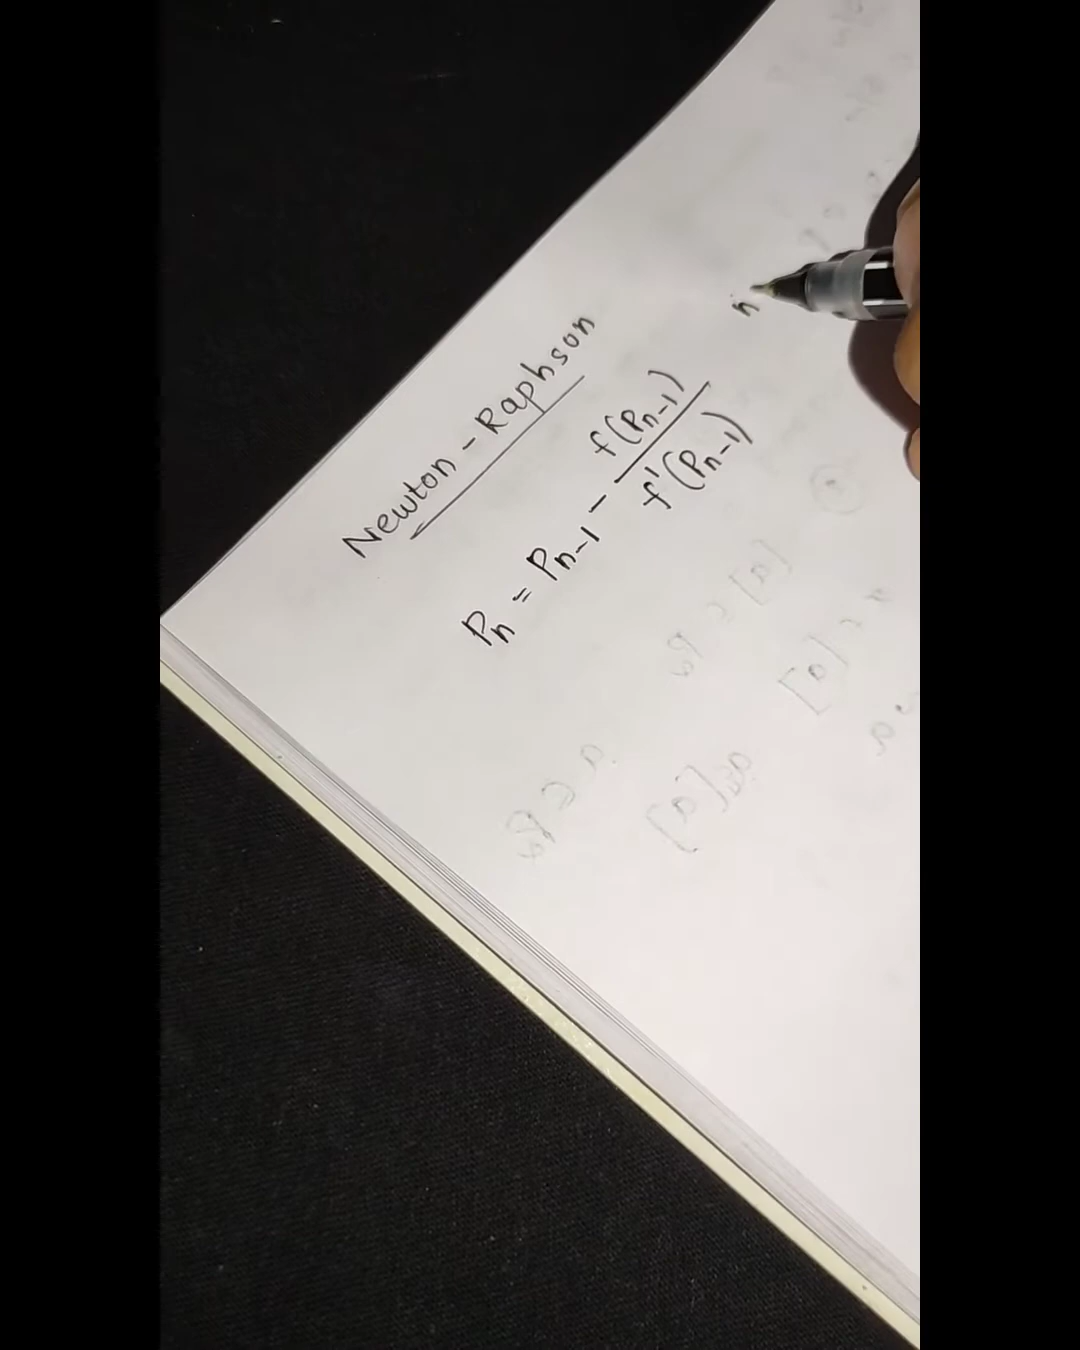 Newton-Raphson
Pn = Pn-1 - f(Pn-1) / f'(Pn-1)
n